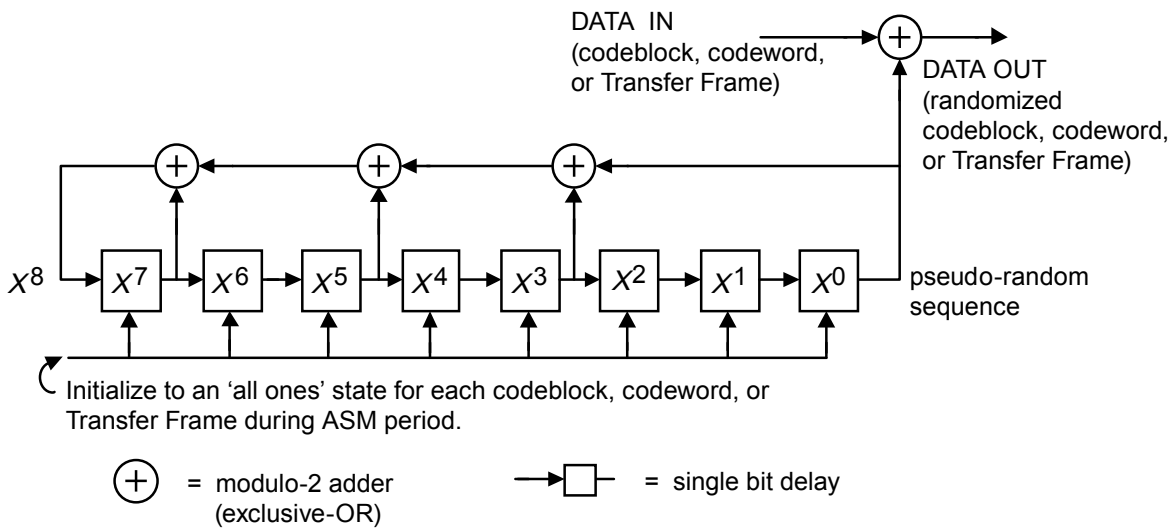 DATA IN
(codeblock, codeword,
or Transfer Frame)
DATA OUT
(randomized
codeblock, codeword,
or Transfer Frame)
X⁸
X⁷
X⁶
X⁵
X⁴
X³
X²
X¹
X⁰
pseudo-random
sequence
Initialize to an ‘all ones’ state for each codeblock, codeword, or
Transfer Frame during ASM period.
= modulo-2 adder
(exclusive-OR)
= single bit delay